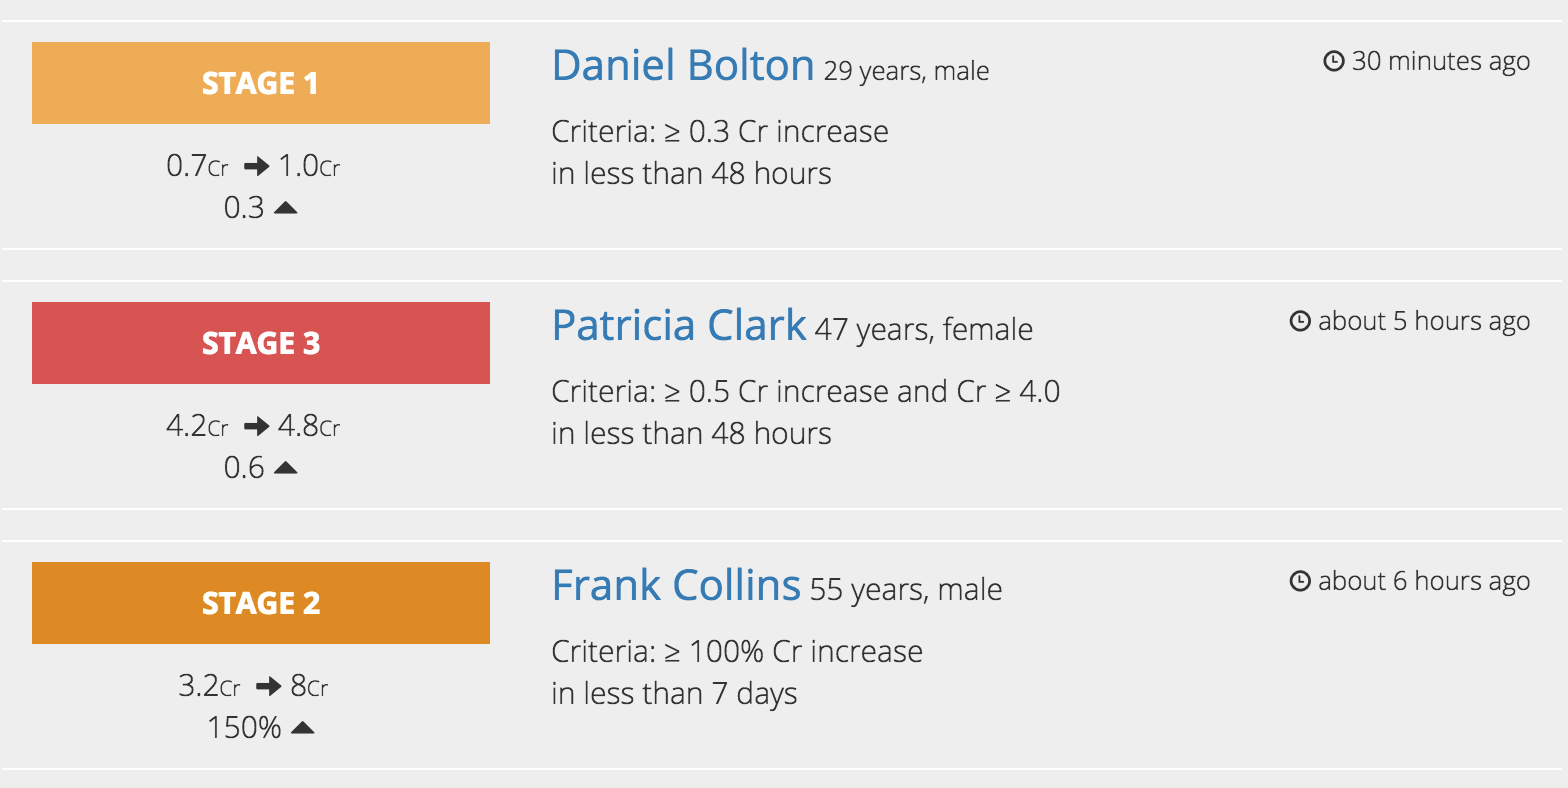 STAGE 1
0.7Cr → 1.0Cr
0.3 ▲
Daniel Bolton 29 years, male
Criteria: ≥ 0.3 Cr increase
in less than 48 hours
30 minutes ago
STAGE 3
4.2Cr → 4.8Cr
0.6 ▲
Patricia Clark 47 years, female
Criteria: ≥ 0.5 Cr increase and Cr ≥ 4.0
in less than 48 hours
about 5 hours ago
STAGE 2
3.2Cr → 8Cr
150% ▲
Frank Collins 55 years, male
Criteria: ≥ 100% Cr increase
in less than 7 days
about 6 hours ago